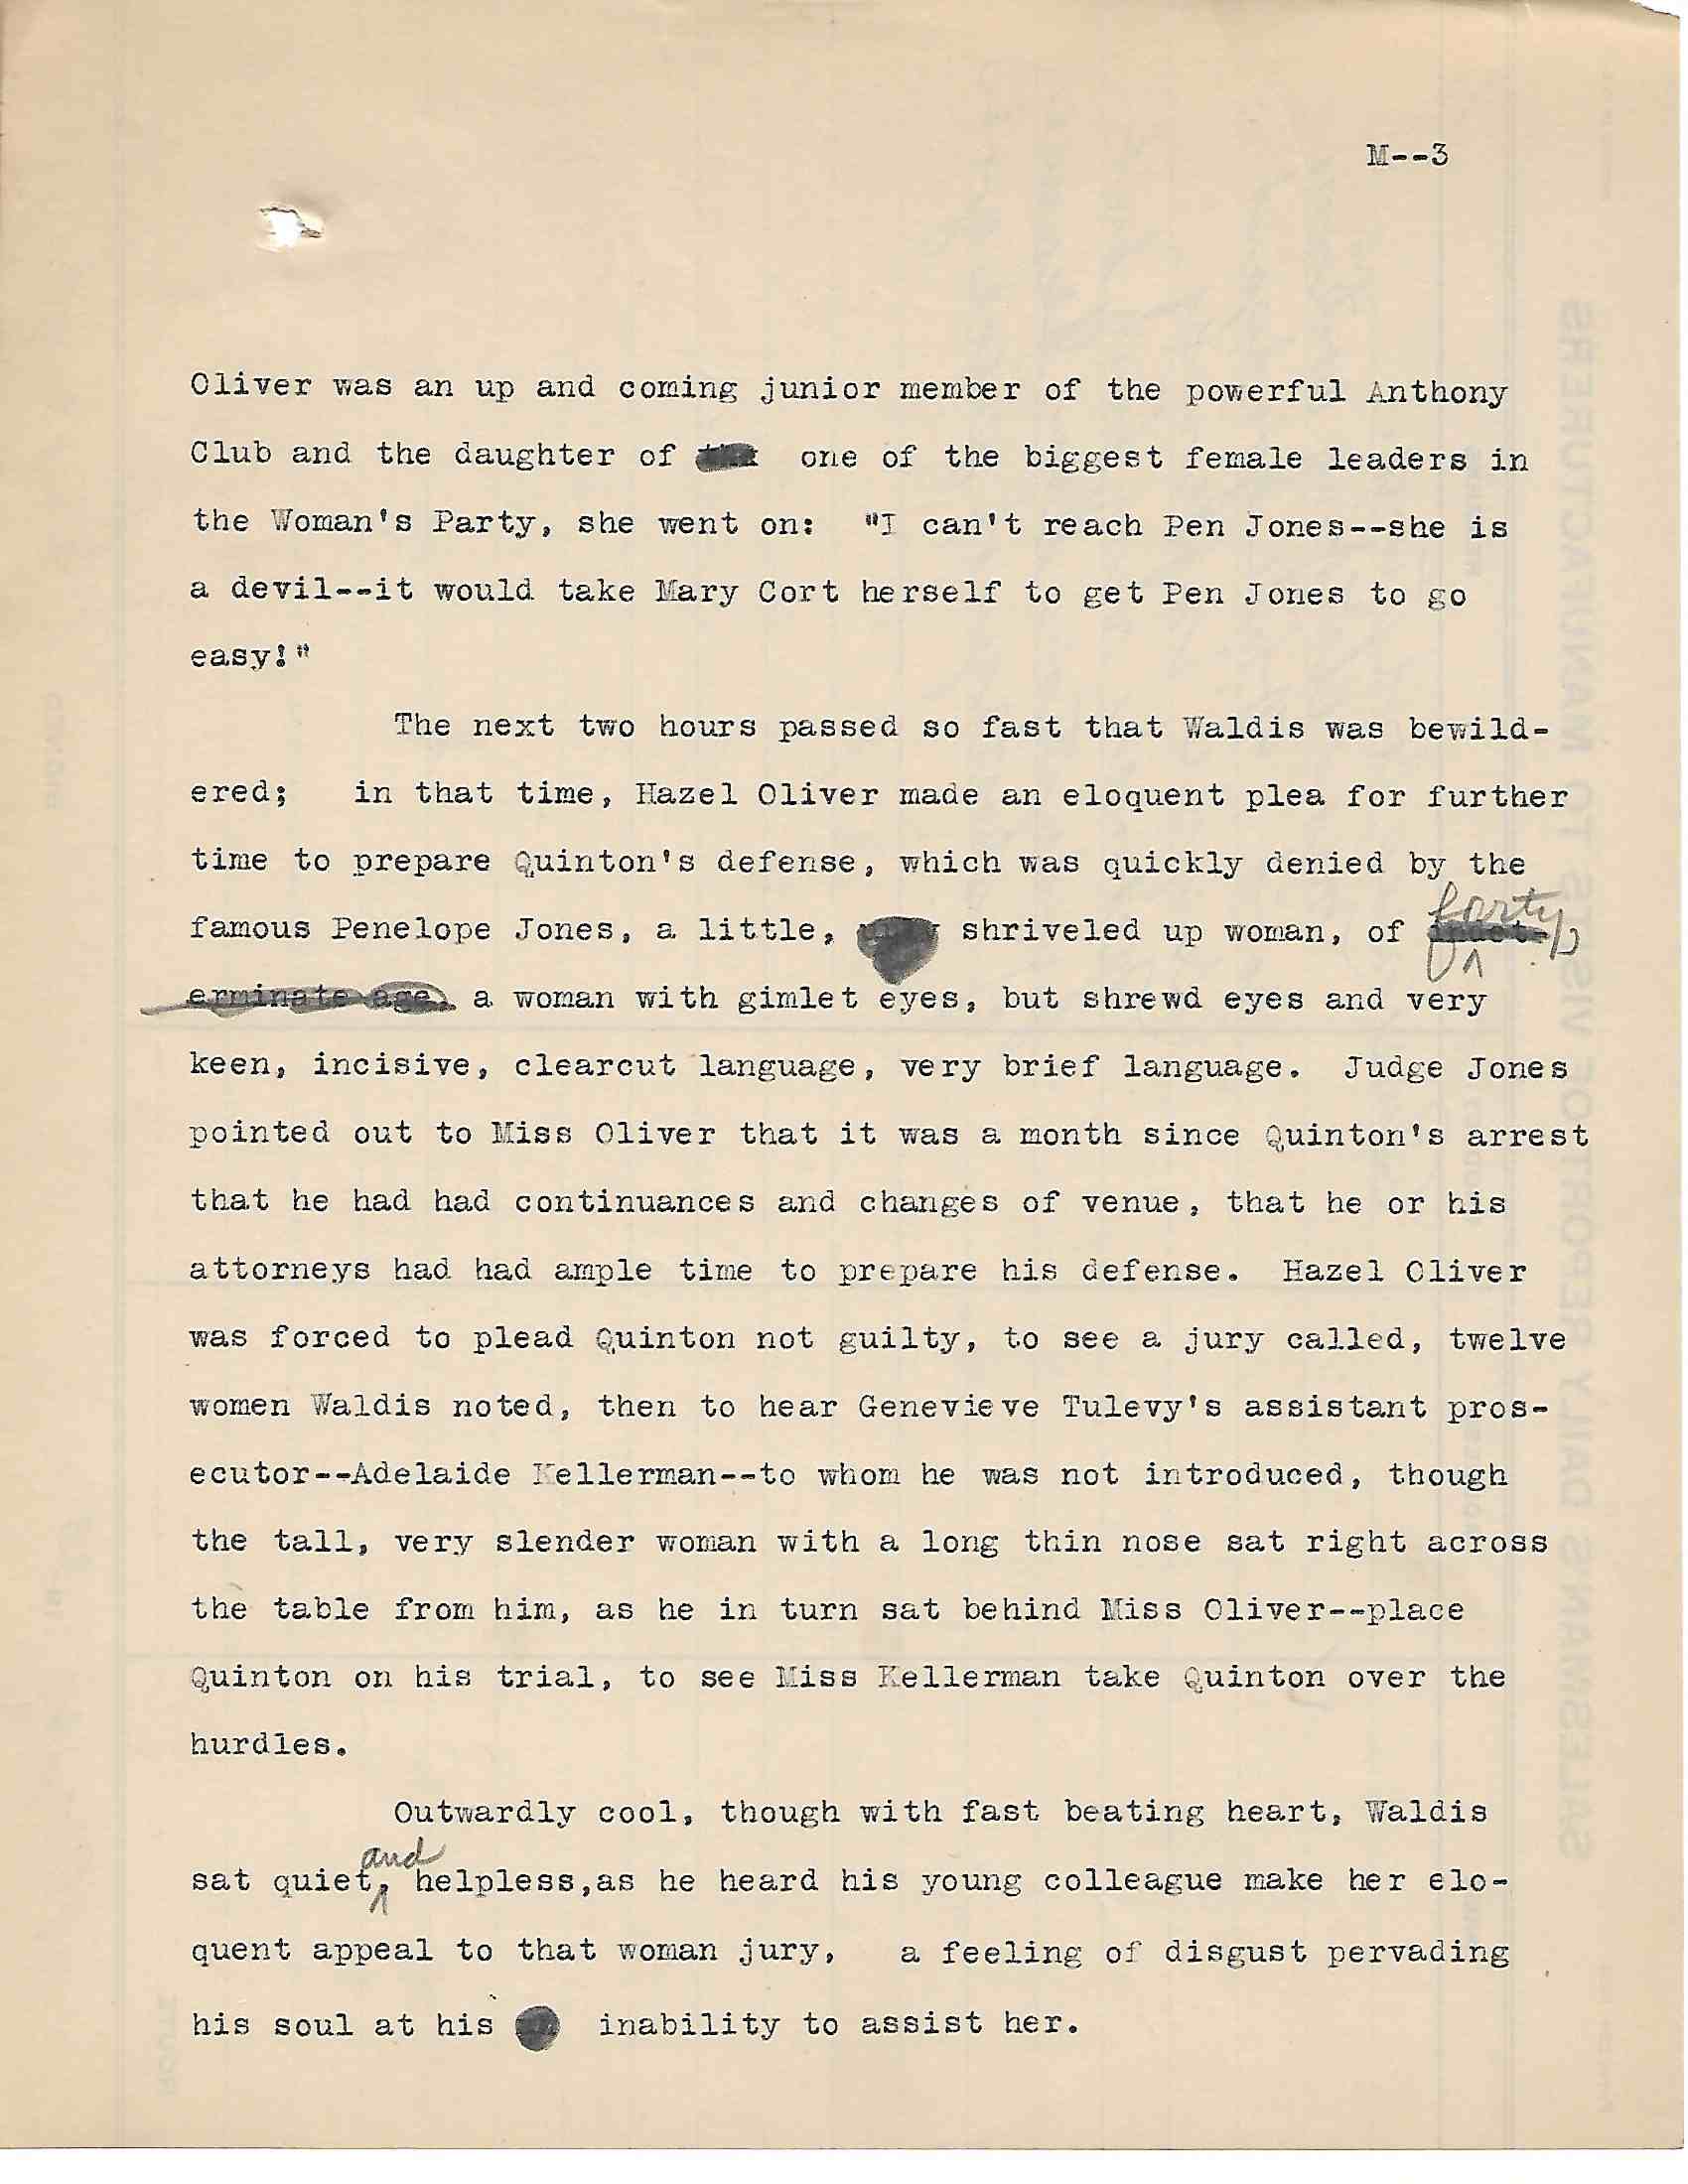 M--3
Oliver was an up and coming junior member of the powerful Anthony
Club and the daughter of one of the biggest female leaders in
the Woman's Party, she went on: "I can't reach Pen Jones--she is
a devil--it would take Mary Cort herself to get Pen Jones to go
easy!"
The next two hours passed so fast that Waldis was bewild-
ered; in that time, Hazel Oliver made an eloquent plea for further
time to prepare Quinton's defense, which was quickly denied by the
famous Penelope Jones, a little, shriveled up woman, of forty,
a woman with gimlet eyes, but shrewd eyes and very
keen, incisive, clearcut language, very brief language. Judge Jones
pointed out to Miss Oliver that it was a month since Quinton's arrest
that he had had continuances and changes of venue, that he or his
attorneys had had ample time to prepare his defense. Hazel Oliver
was forced to plead Quinton not guilty, to see a jury called, twelve
women Waldis noted, then to hear Genevieve Tulevy's assistant pros-
ecutor--Adelaide Kellerman--to whom he was not introduced, though
the tall, very slender woman with a long thin nose sat right across
the table from him, as he in turn sat behind Miss Oliver--place
Quinton on his trial, to see Miss Kellerman take Quinton over the
hurdles.
Outwardly cool, though with fast beating heart, Waldis
sat quiet, and helpless,as he heard his young colleague make her elo-
quent appeal to that woman jury, a feeling of disgust pervading
his soul at his inability to assist her.
SALESMANS DAILY REPORT OF VISITS TO MANUFACTURERS